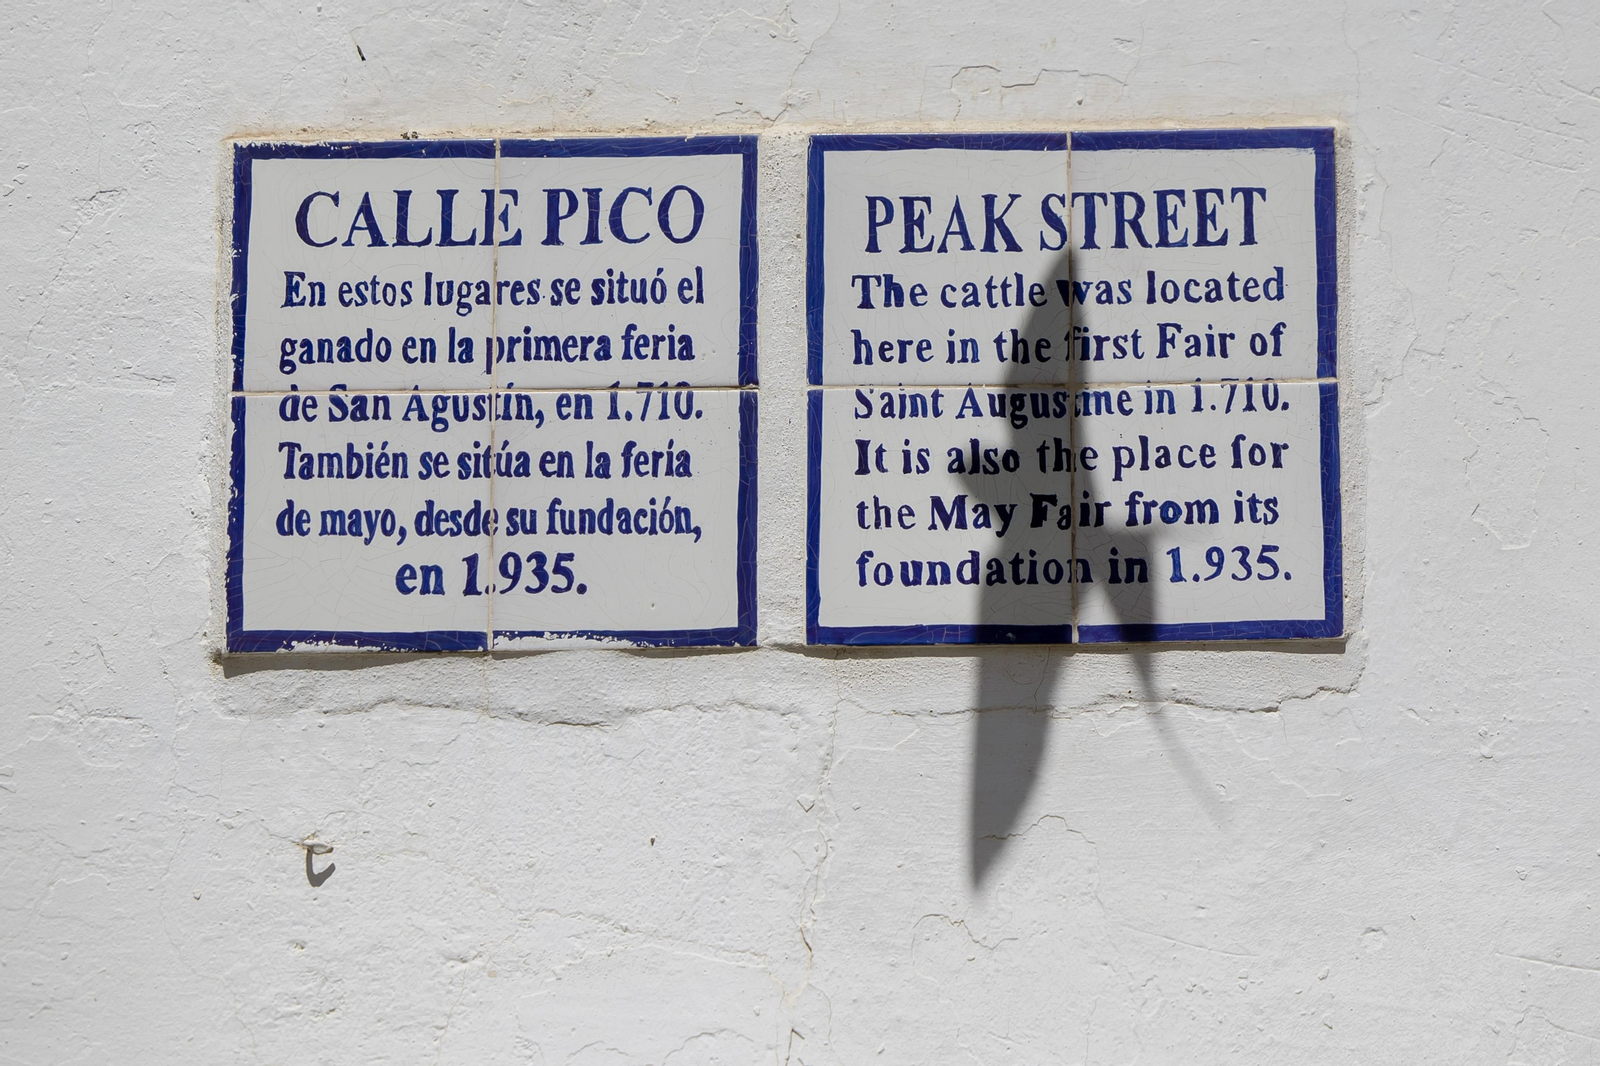 CALLE PICO
En estos lugares se situó el
ganado en la primera feria
de San Agustín, en 1.710.
También se sitúa en la feria
de mayo, desde su fundación,
en 1.935.
PEAK STREET
The cattle was located
here in the first Fair of
Saint Augustine in 1.710.
It is also the place for
the May Fair from its
foundation in 1.935.